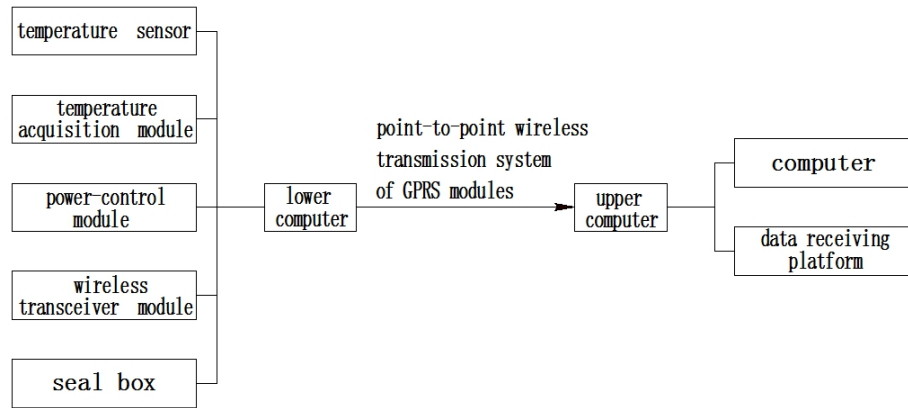 temperature sensor
temperature
acquisition module
power-control
module
wireless
transceiver module
seal box
lower
computer
point-to-point wireless
transmission system
of GPRS modules
upper
computer
computer
data receiving
platform